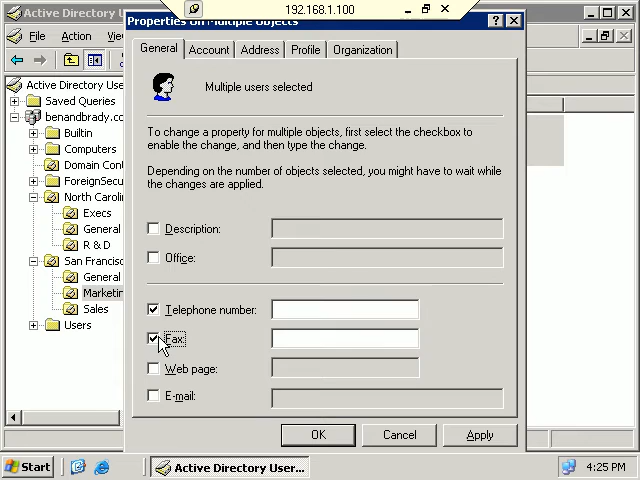 Active Directory Us
192.168.1.100
Properties On Multiple Objects
File Action
General Account Address Profile Organization
Multiple users selected
To change a property for multiple objects, first select the checkbox to
enable the change, and then type the change.
Depending on the number of objects selected, you might have to wait while
the changes are applied.
Active Directory User
Saved Queries
benandbrady.co
Builtin
Computers
Domain Cont
ForeignSecu
North Carolin
Execs
General
R & D
San Francisc
General
Marketin
Sales
Users
Description:
Office:
Telephone number:
Fax:
Web page:
E-mail:
OK Cancel Apply
Start Active Directory User... 4:25 PM